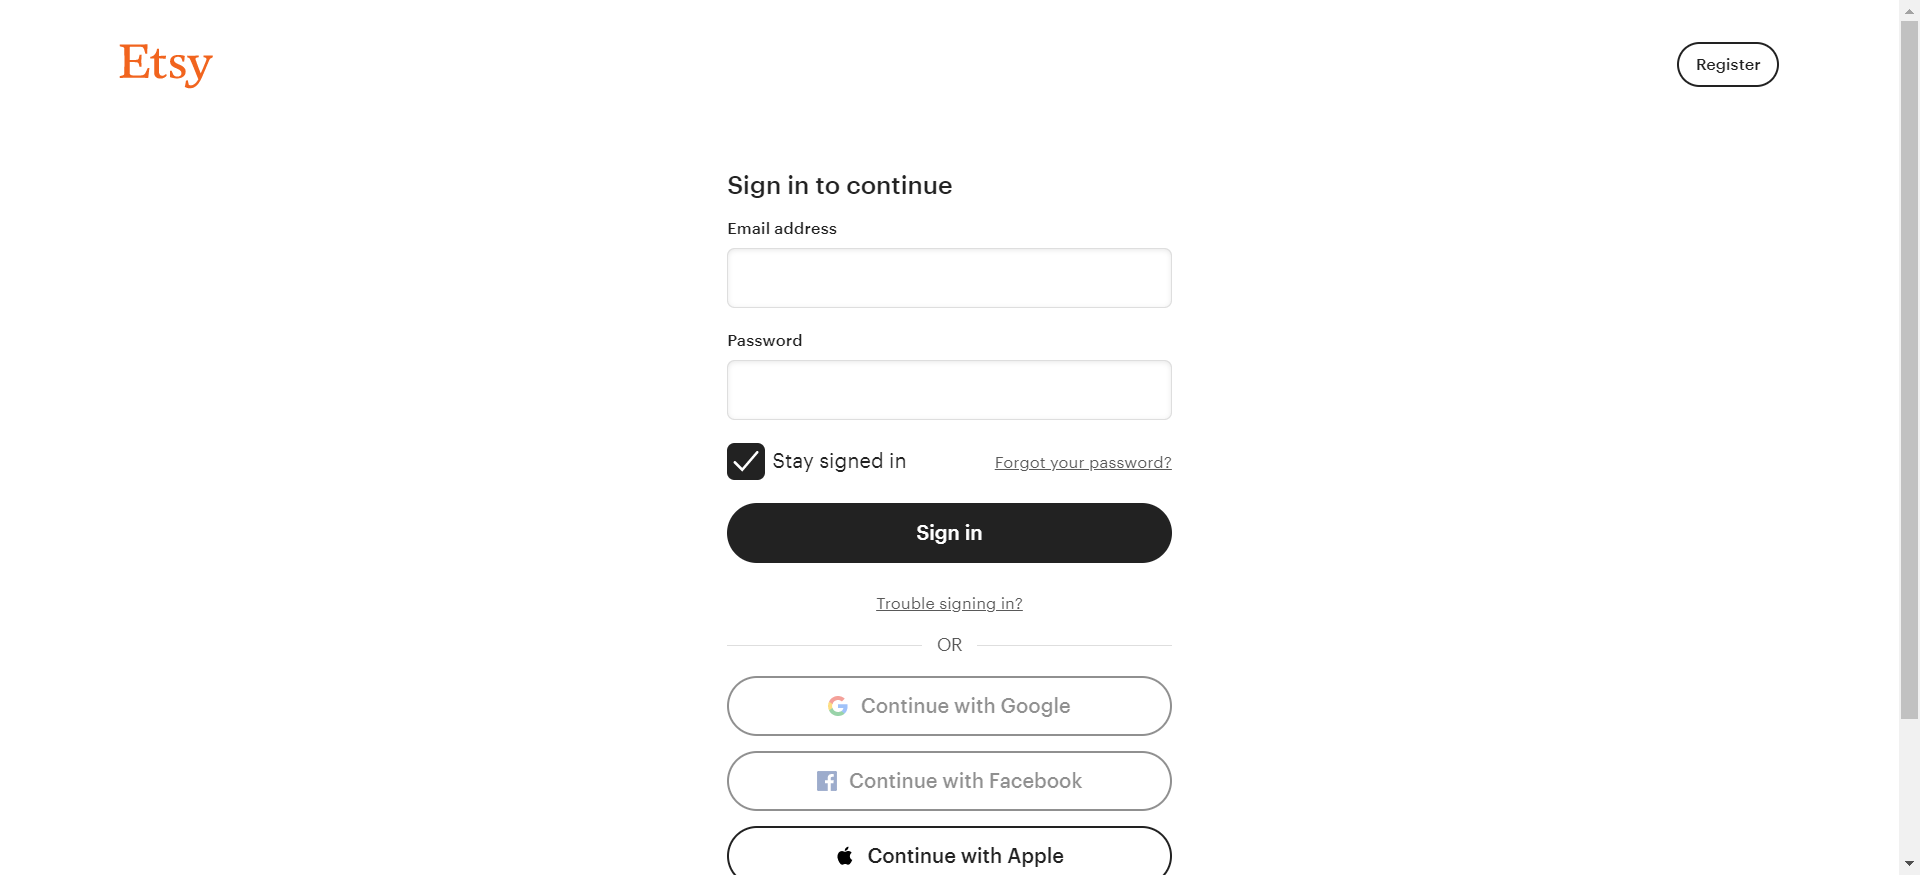 Etsy
Register
Sign in to continue
Email address
Password
Stay signed in
Forgot your password?
Sign in
Trouble signing in?
OR
Continue with Google
Continue with Facebook
Continue with Apple